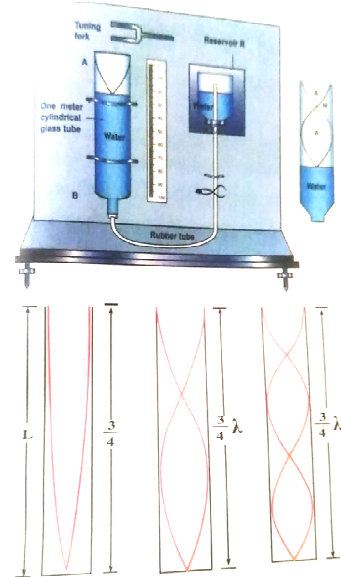 Tuning
fork
Reservoir R
A
One meter
cylindrical
glass tube
Water
Water
B
Rubber tube
A
N
A
Water
L
3/4
3/4 λ
3/4 λ